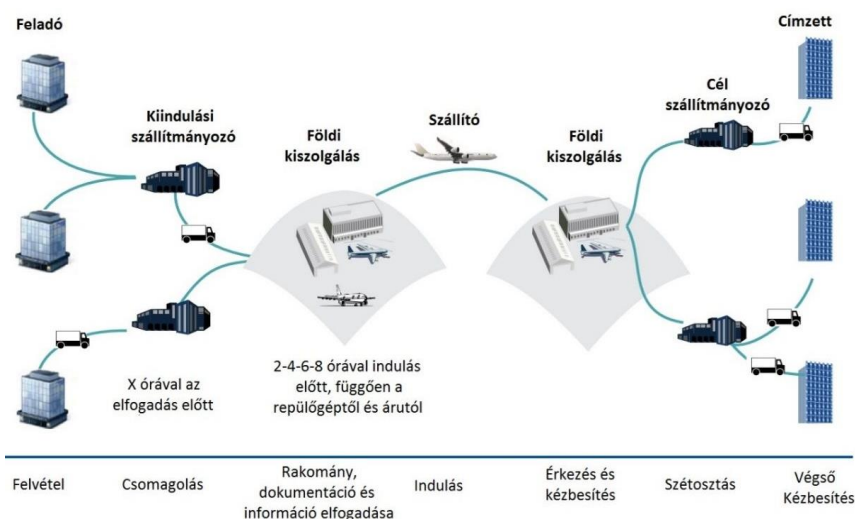 Feladó
Címzett
Kiindulási
szállítmányozó
Földi
kiszolgálás
Szállító
Földi
kiszolgálás
Cél
szállítmányozó
X órával az
elfogadás előtt
2-4-6-8 órával indulás
előtt, függően a
repülőgéptől és árutól
Felvétel
Csomagolás
Rakomány,
dokumentáció és
információ elfogadása
Indulás
Érkezés és
kézbesítés
Szétosztás
Végső
Kézbesítés